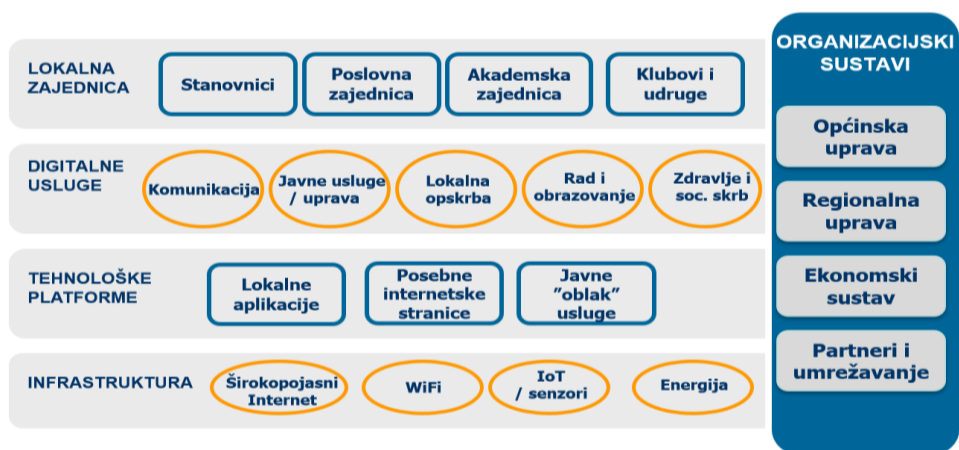 LOKALNA
ZAJEDNICA
Stanovnici
Poslovna
zajednica
Akademska
zajednica
Klubovi i
udruge
DIGITALNE
USLUGE
Komunikacija
Javne usluge
/ uprava
Lokalna
opskrba
Rad i
obrazovanje
Zdravlje i
soc. skrb
TEHNOLOŠKE
PLATFORME
Lokalne
aplikacije
Posebne
internetske
stranice
Javne
”oblak”
usluge
INFRASTRUKTURA
Širokopojasni
Internet
WiFi
IoT
/ senzori
Energija
ORGANIZACIJSKI
SUSTAVI
Općinska
uprava
Regionalna
uprava
Ekonomski
sustav
Partneri i
umrežavanje